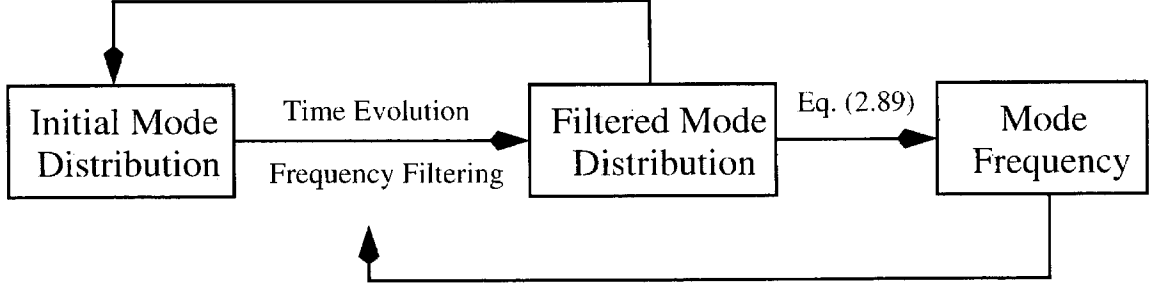 Initial Mode
Distribution
Time Evolution
Frequency Filtering
Filtered Mode
Distribution
Eq. (2.89)
Mode
Frequency